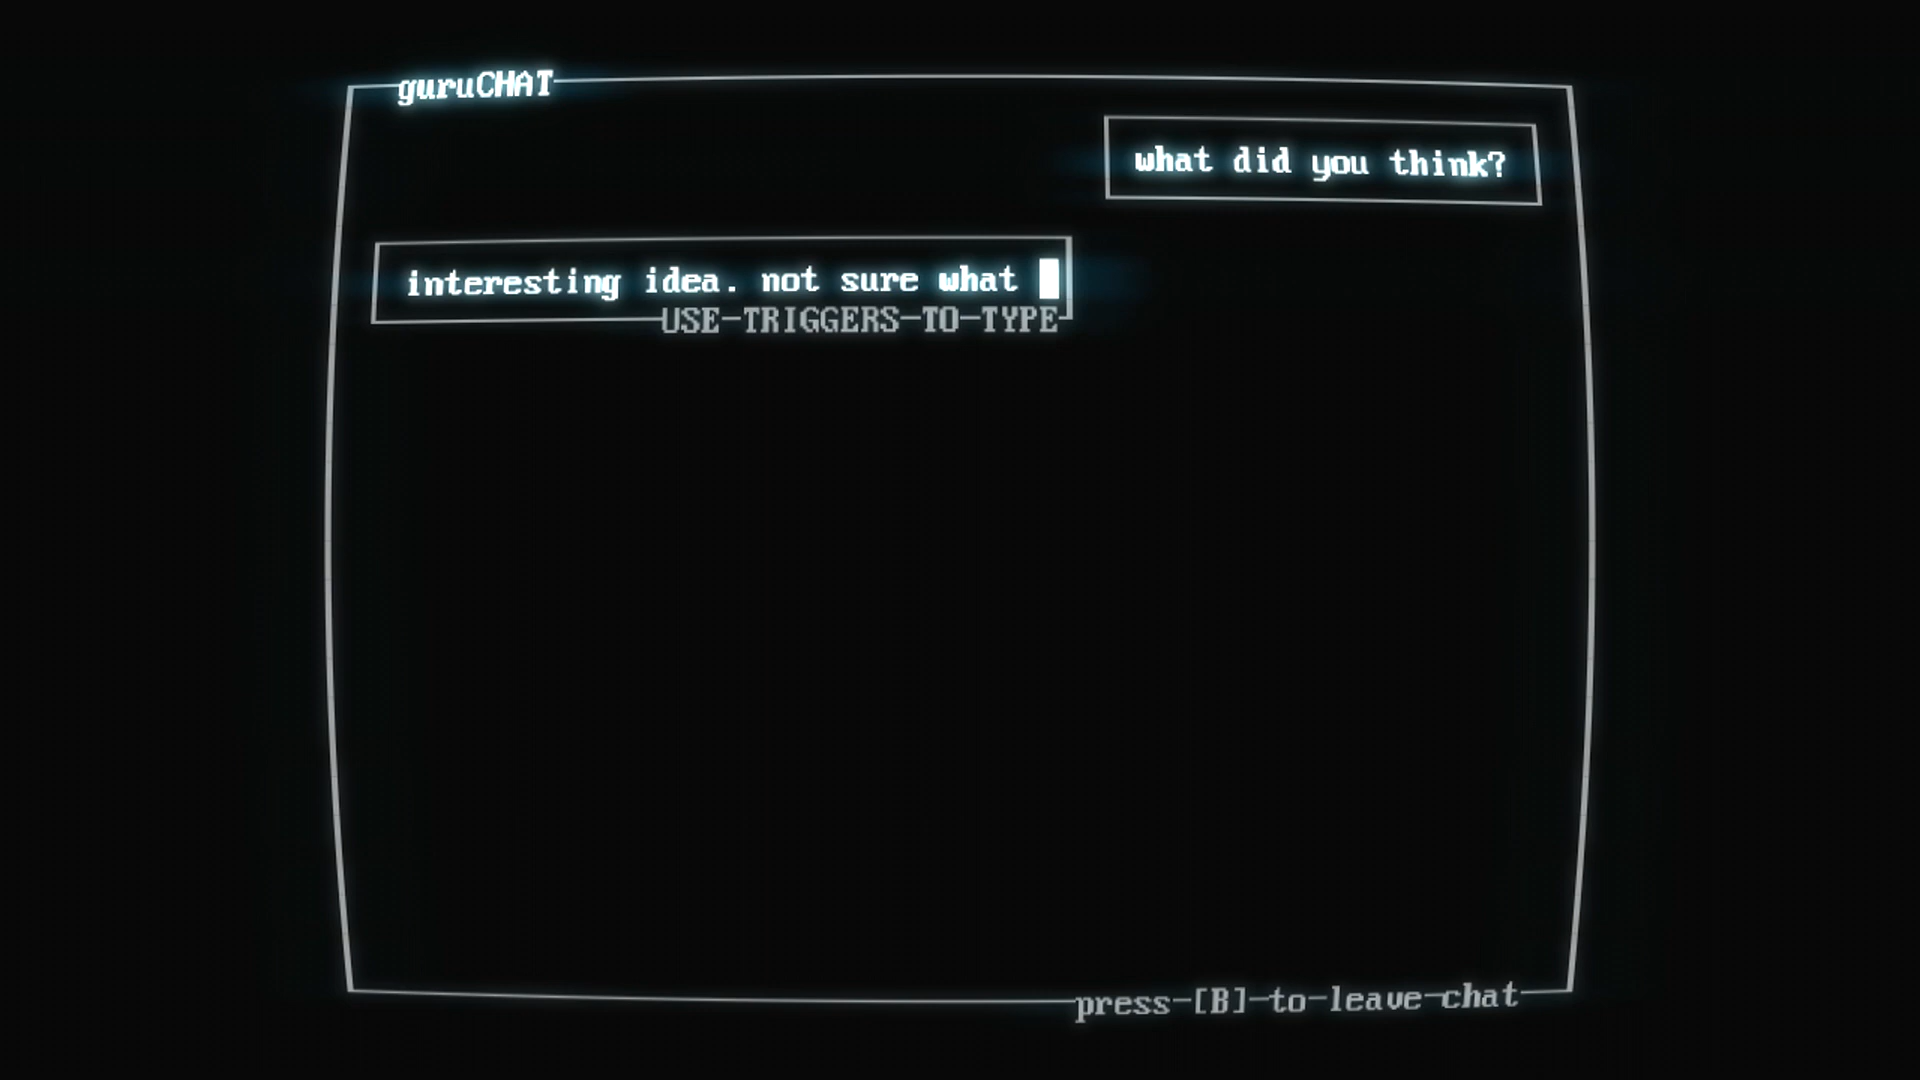 guruCHAT
what did you think?
interesting idea. not sure what
USE-TRIGGERS-TO-TYPE
press-[B]-to-leave-chat